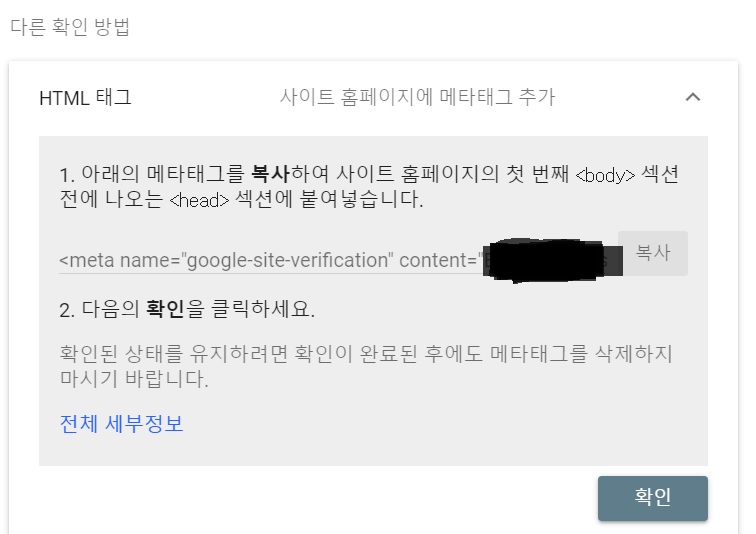 다른 확인 방법
HTML 태그 사이트 홈페이지에 메타태그 추가
1. 아래의 메타태그를 복사하여 사이트 홈페이지의 첫 번째 <body> 섹션
전에 나오는 <head> 섹션에 붙여넣습니다.
<meta name="google-site-verification" content=" 복사
2. 다음의 확인을 클릭하세요.
확인된 상태를 유지하려면 확인이 완료된 후에도 메타태그를 삭제하지
마시기 바랍니다.
전체 세부정보
확인